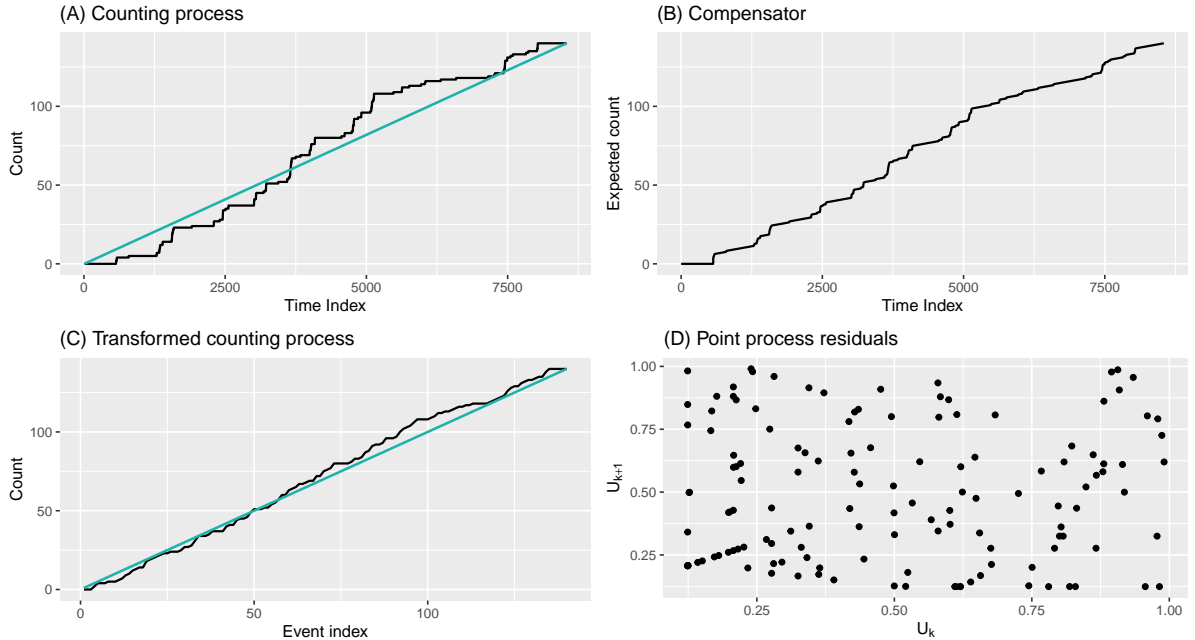 (A) Counting process
100
50
0
Count
0
2500
5000
7500
Time Index
(B) Compensator
100
50
0
Expected count
0
2500
5000
7500
Time Index
(C) Transformed counting process
100
50
0
Count
0
50
100
Event index
(D) Point process residuals
1.00
0.75
0.50
0.25
Uk+1
0.25
0.50
0.75
1.00
Uk